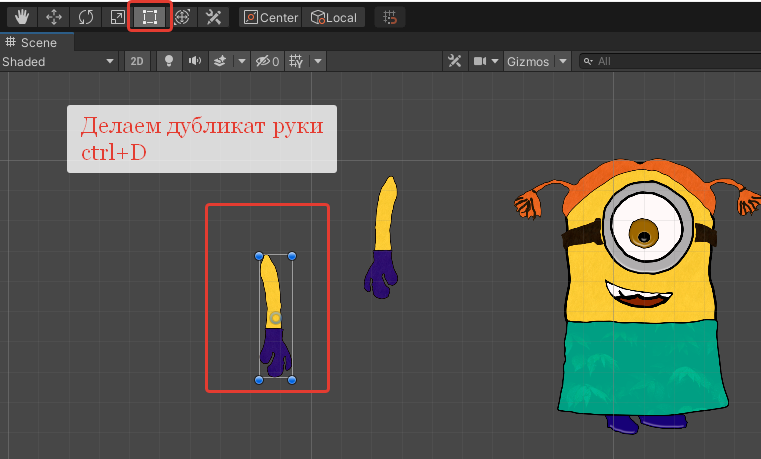 Center
Local
# Scene
Shaded
2D
0
Gizmos
All
Делаем дубликат руки
ctrl+D